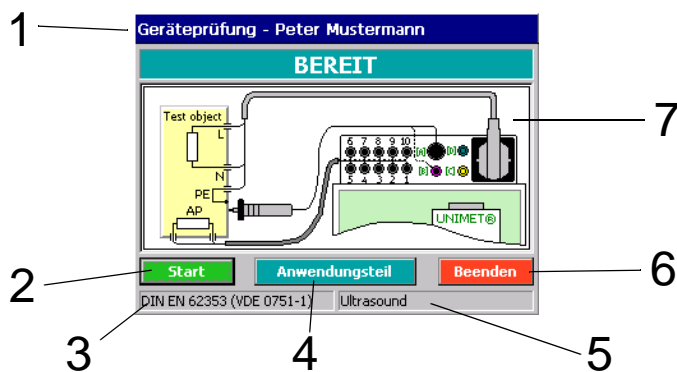 1
Geräteprüfung - Peter Mustermann
BEREIT
7
Test object
L
N
PE
AP
6 7 8 9 10
5 4 3 2 1
[A] [D]
[B] [C]
UNIMET®
2
Start
Anwendungsteil
Beenden
6
DIN EN 62353 (VDE 0751-1)
Ultrasound
3
4
5